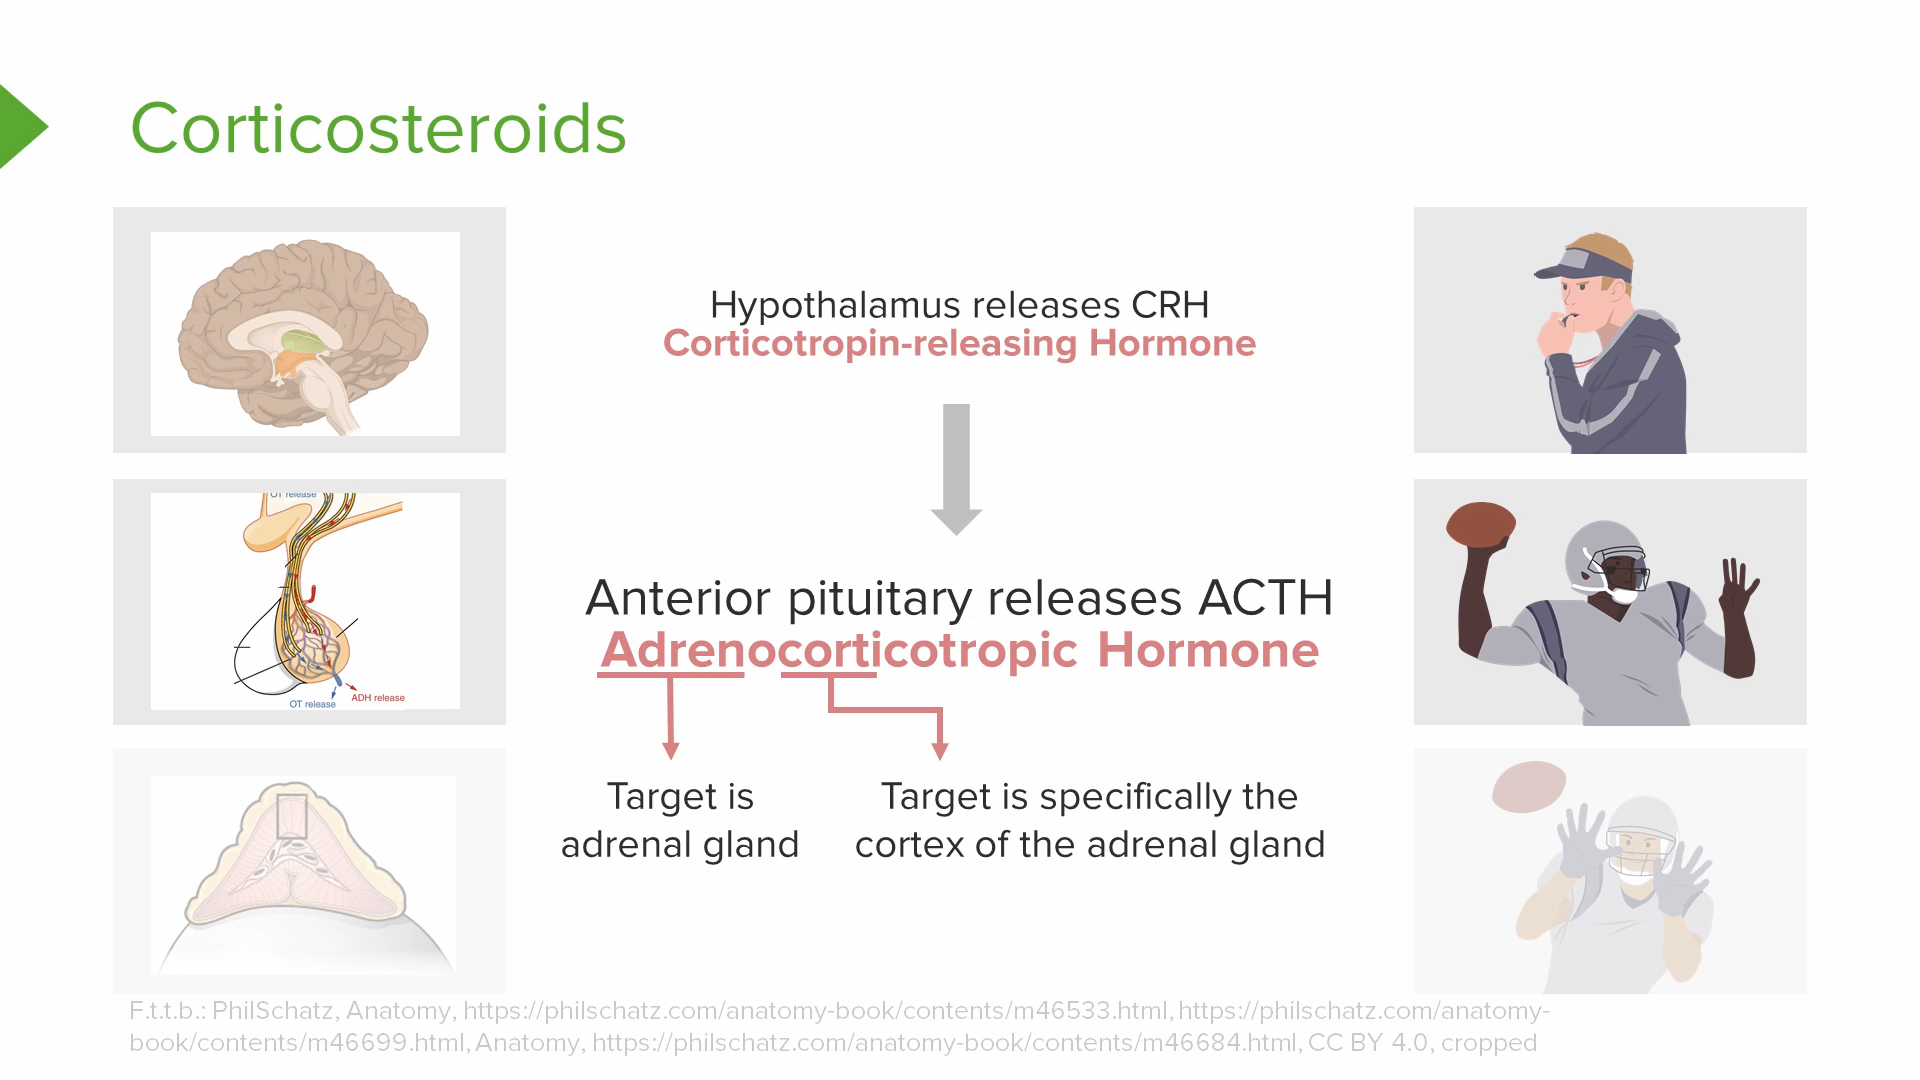 Corticosteroids
Hypothalamus releases CRH
Corticotropin-releasing Hormone
OT release
Anterior pituitary releases ACTH
Adrenocorticotropic Hormone
ADH release
OT release
Target is
adrenal gland
Target is specifically the
cortex of the adrenal gland
F.t.t.b.: PhilSchatz, Anatomy, https://philschatz.com/anatomy-book/contents/m46533.html, https://philschatz.com/anatomy-
book/contents/m46699.html, Anatomy, https://philschatz.com/anatomy-book/contents/m46684.html, CC BY 4.0, cropped